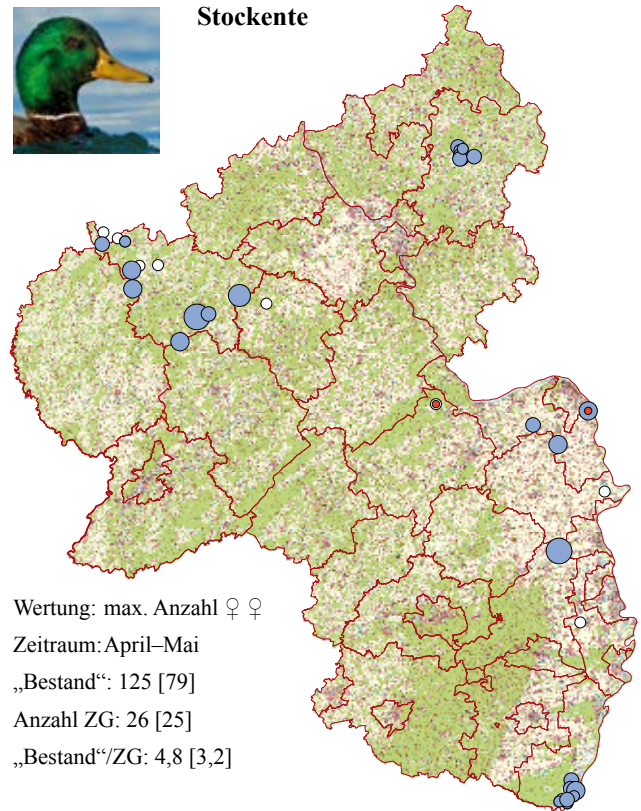 Stockente
Wertung: max. Anzahl ♀ ♀
Zeitraum: April–Mai
„Bestand“: 125 [79]
Anzahl ZG: 26 [25]
„Bestand“/ZG: 4,8 [3,2]